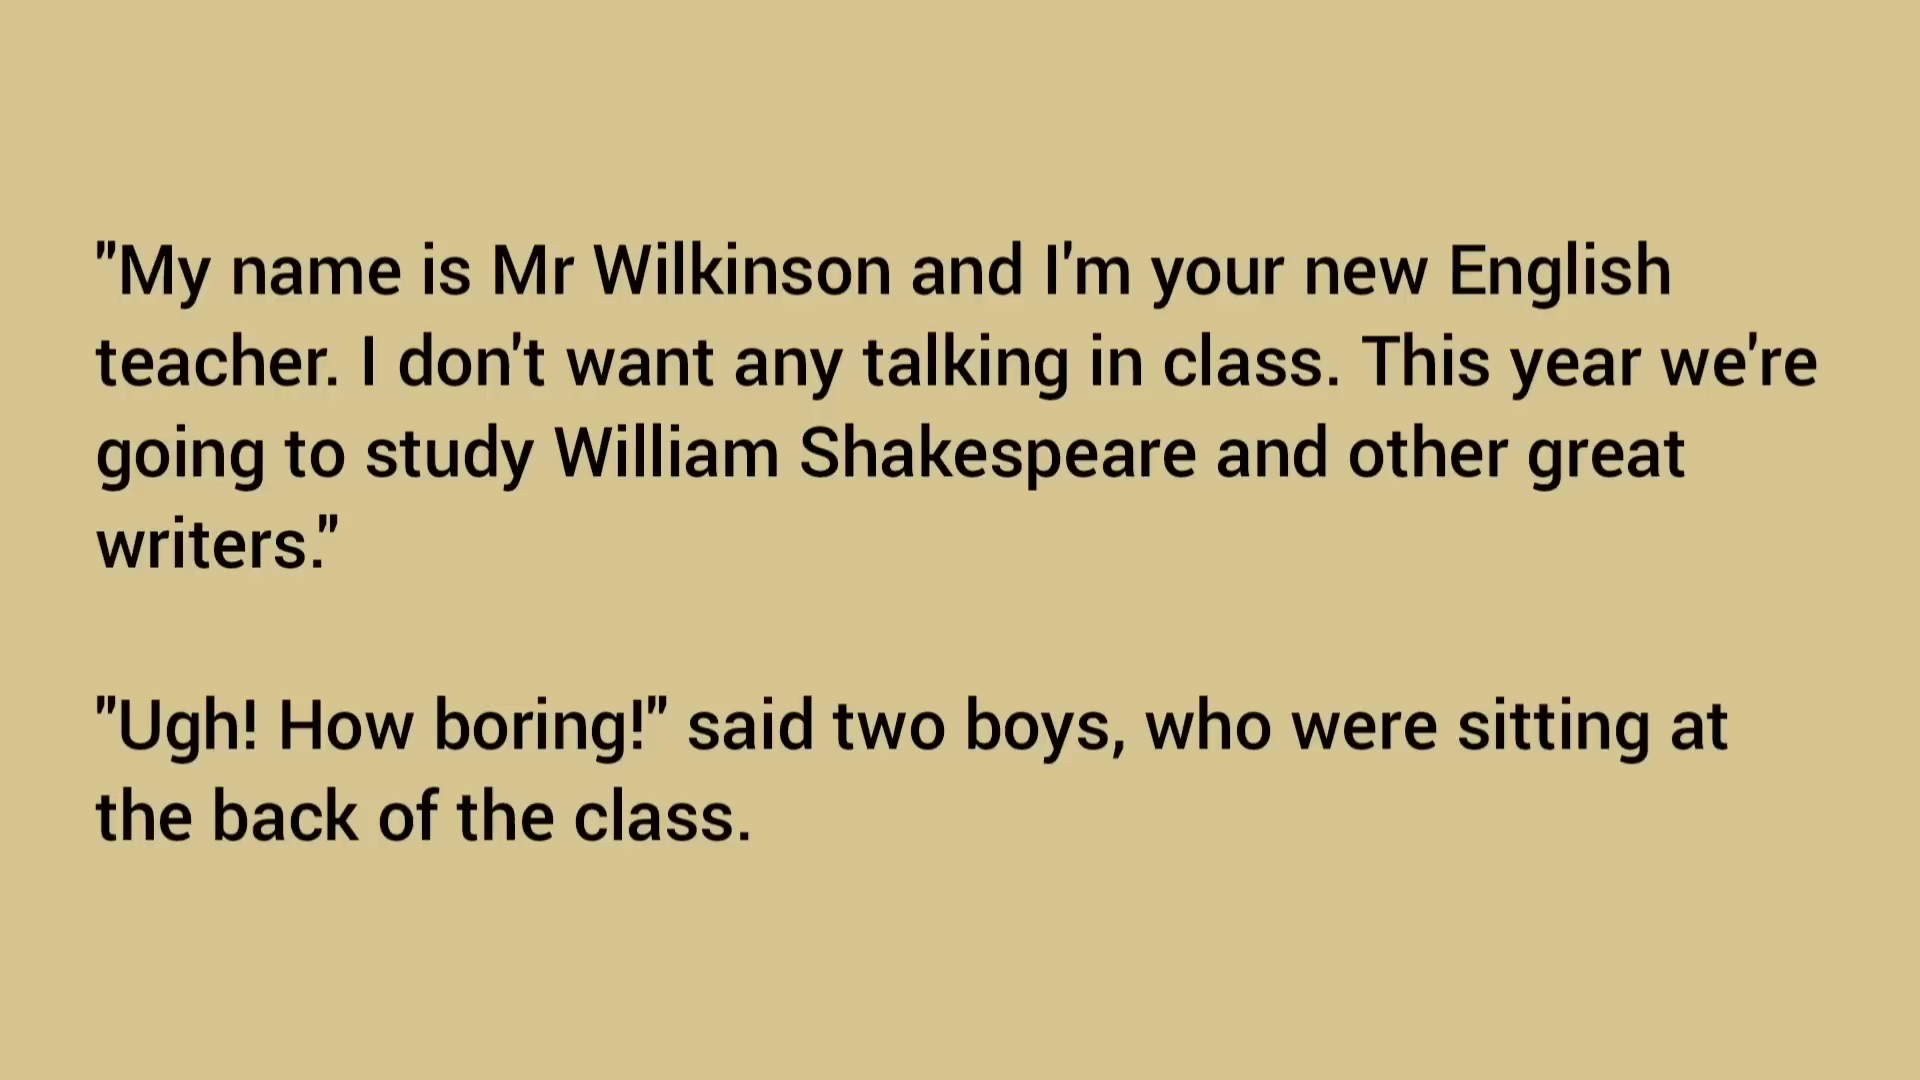 "My name is Mr Wilkinson and I'm your new English
teacher. I don't want any talking in class. This year we're
going to study William Shakespeare and other great
writers."
"Ugh! How boring!" said two boys, who were sitting at
the back of the class.